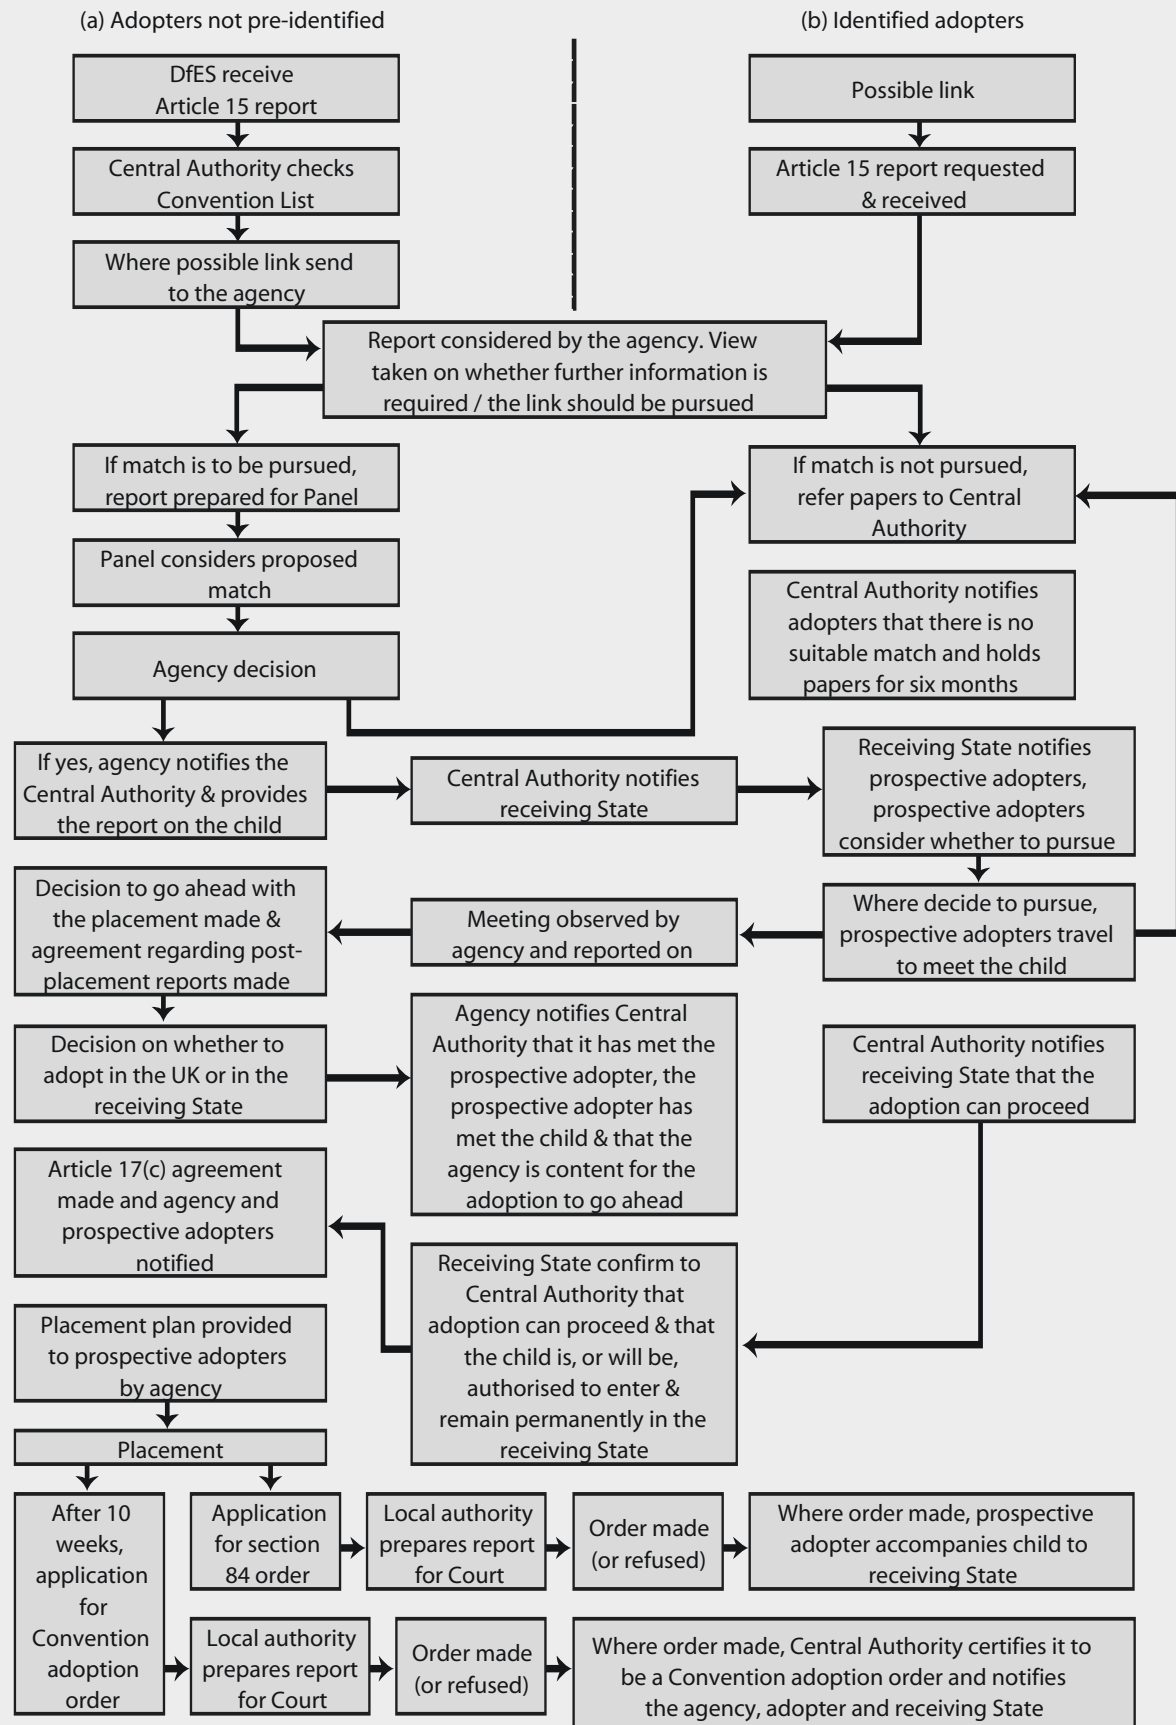 (a) Adopters not pre-identified
(b) Identified adopters
DfES receive
Article 15 report
Possible link
Central Authority checks
Convention List
Article 15 report requested
& received
Where possible link send
to the agency
Report considered by the agency. View
taken on whether further information is
required / the link should be pursued
If match is to be pursued,
report prepared for Panel
If match is not pursued,
refer papers to Central
Authority
Panel considers proposed
match
Central Authority notifies
adopters that there is no
suitable match and holds
papers for six months
Agency decision
If yes, agency notifies the
Central Authority & provides
the report on the child
Central Authority notifies
receiving State
Receiving State notifies
prospective adopters,
prospective adopters
consider whether to pursue
Decision to go ahead with
the placement made &
agreement regarding post-
placement reports made
Meeting observed by
agency and reported on
Where decide to pursue,
prospective adopters travel
to meet the child
Decision on whether to
adopt in the UK or in the
receiving State
Agency notifies Central
Authority that it has met the
prospective adopter, the
prospective adopter has
met the child & that the
agency is content for the
adoption to go ahead
Central Authority notifies
receiving State that the
adoption can proceed
Article 17(c) agreement
made and agency and
prospective adopters
notified
Receiving State confirm to
Central Authority that
adoption can proceed & that
the child is, or will be,
authorised to enter &
remain permanently in the
receiving State
Placement plan provided
to prospective adopters
by agency
Placement
After 10
weeks,
application
for
Convention
adoption
order
Application
for section
84 order
Local authority
prepares report
for Court
Order made
(or refused)
Where order made, prospective
adopter accompanies child to
receiving State
Local authority
prepares report
for Court
Order made
(or refused)
Where order made, Central Authority certifies it to
be a Convention adoption order and notifies
the agency, adopter and receiving State